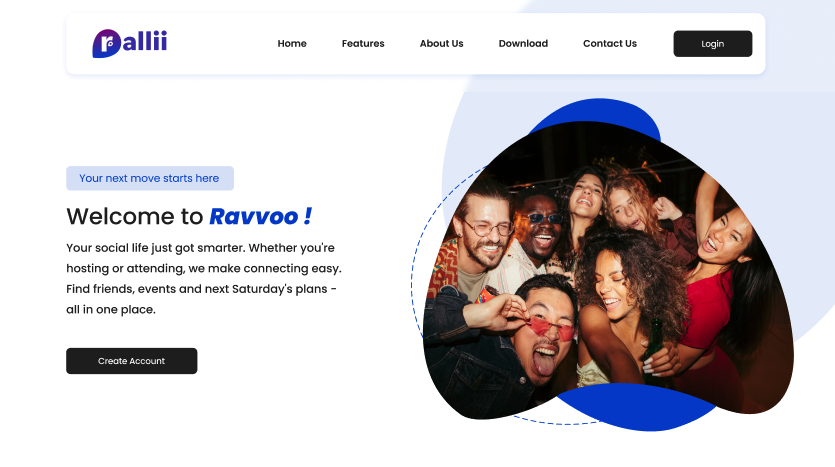 rallii
Home Features About Us Download Contact Us Login
Your next move starts here
Welcome to Ravvoo !
Your social life just got smarter. Whether you're
hosting or attending, we make connecting easy.
Find friends, events and next Saturday's plans -
all in one place.
Create Account